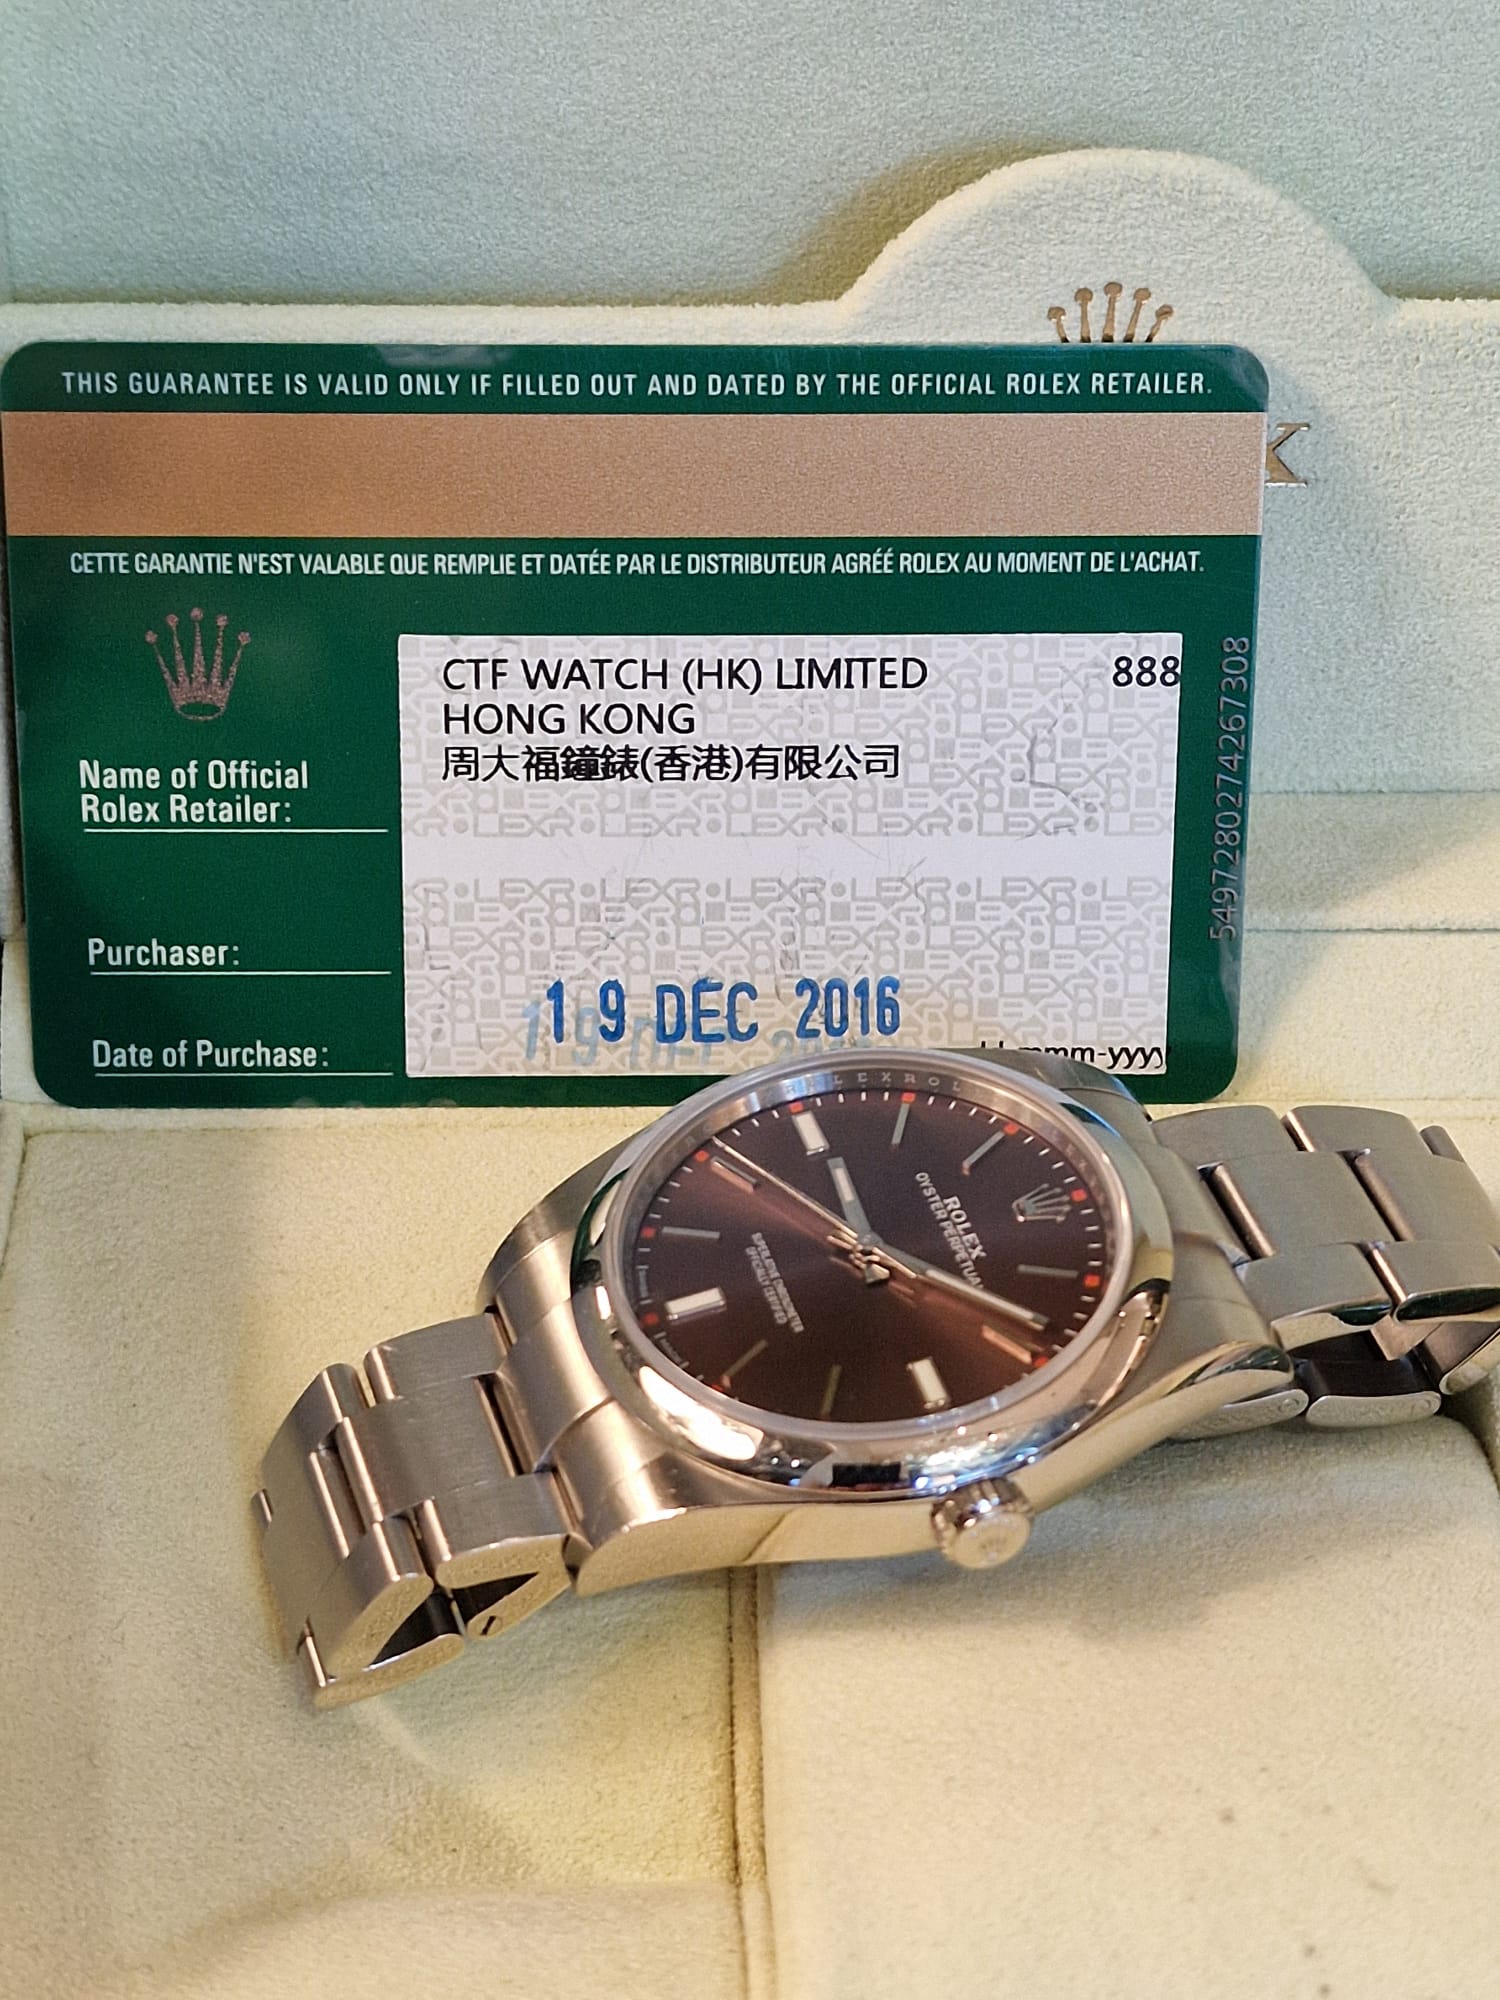 THIS GUARANTEE IS VALID ONLY IF FILLED OUT AND DATED BY THE OFFICIAL ROLEX RETAILER.
CETTE GARANTIE N'EST VALABLE QUE REMPLIE ET DATÉE PAR LE DISTRIBUTEUR AGRÉÉ ROLEX AU MOMENT DE L'ACHAT.
CTF WATCH (HK) LIMITED 888
HONG KONG
周大福鐘錶(香港)有限公司
Name of Official
Rolex Retailer:
Purchaser:
19 DEC 2016
Date of Purchase:
mmm-yyyy
5497280274267308
ROLEX
OYSTER PERPETUAL
SUPERLATIVE CHRONOMETER
OFFICIALLY CERTIFIED